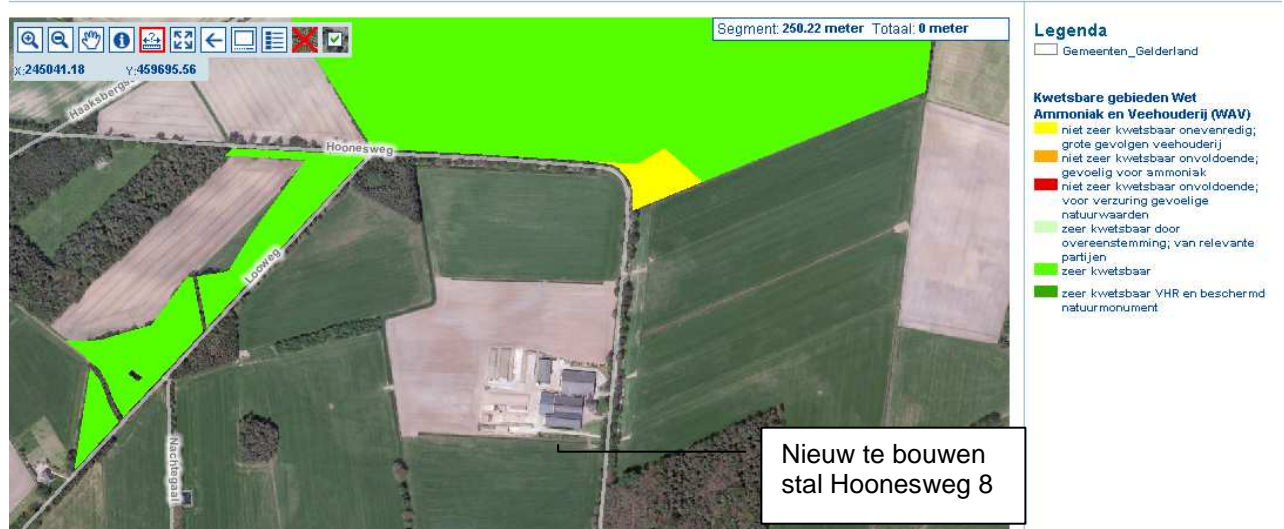 Segment: 250.22 meter Totaal: 0 meter
X:245041.18 Y:459695.56
Hoonesweg
Looweg
Nachtegaal
Nieuw te bouwen
stal Hoonesweg 8
Legenda
Gemeenten_Gelderland
Kwetsbare gebieden Wet
Ammoniak en Veehouderij (WAV)
niet zeer kwetsbaar onevenredig;
grote gevolgen veehouderij
niet zeer kwetsbaar onvoldoende;
gevoelig voor ammoniak
niet zeer kwetsbaar onvoldoende;
voor verzuring gevoelige
natuurwaarden
zeer kwetsbaar door
overeenstemming; van relevante
partijen
zeer kwetsbaar
zeer kwetsbaar VHR en beschermd
natuurmonument